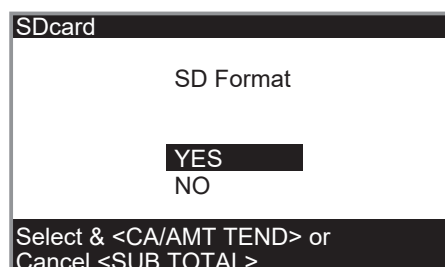 SDcard
SD Format
YES
NO
Select & <CA/AMT TEND> or
Cancel <SUB TOTAL>